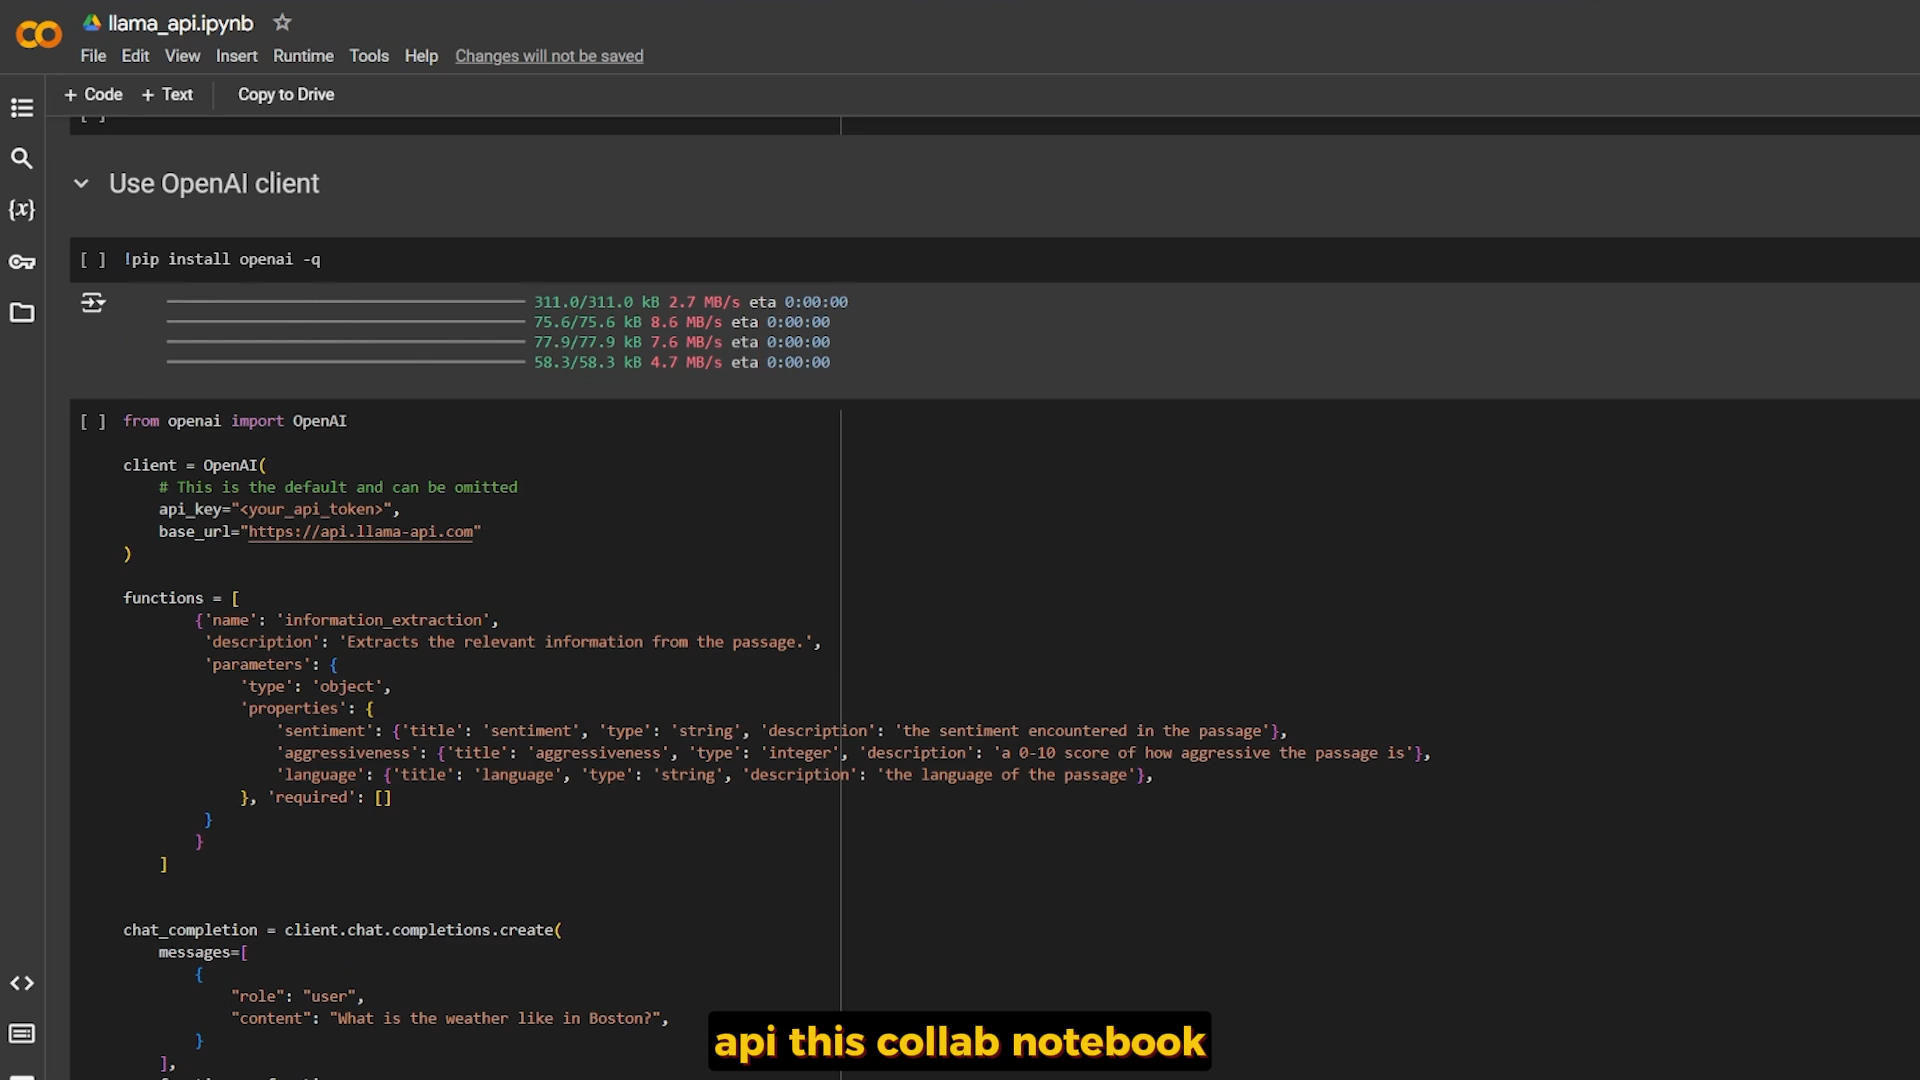 llama_api.ipynb
File Edit View Insert Runtime Tools Help Changes will not be saved
+ Code + Text Copy to Drive
[ ]
Use OpenAI client
[ ] !pip install openai -q
311.0/311.0 kB 2.7 MB/s eta 0:00:00
75.6/75.6 kB 8.6 MB/s eta 0:00:00
77.9/77.9 kB 7.6 MB/s eta 0:00:00
58.3/58.3 kB 4.7 MB/s eta 0:00:00
[ ] from openai import OpenAI
client = OpenAI(
# This is the default and can be omitted
api_key="<your_api_token>",
base_url="https://api.llama-api.com"
)
functions = [
{'name': 'information_extraction',
'description': 'Extracts the relevant information from the passage.',
'parameters': {
'type': 'object',
'properties': {
'sentiment': {'title': 'sentiment', 'type': 'string', 'description': 'the sentiment encountered in the passage'},
'aggressiveness': {'title': 'aggressiveness', 'type': 'integer', 'description': 'a 0-10 score of how aggressive the passage is'},
'language': {'title': 'language', 'type': 'string', 'description': 'the language of the passage'},
}, 'required': []
}
}
]
chat_completion = client.chat.completions.create(
messages=[
{
"role": "user",
"content": "What is the weather like in Boston?",
}
],
api this collab notebook